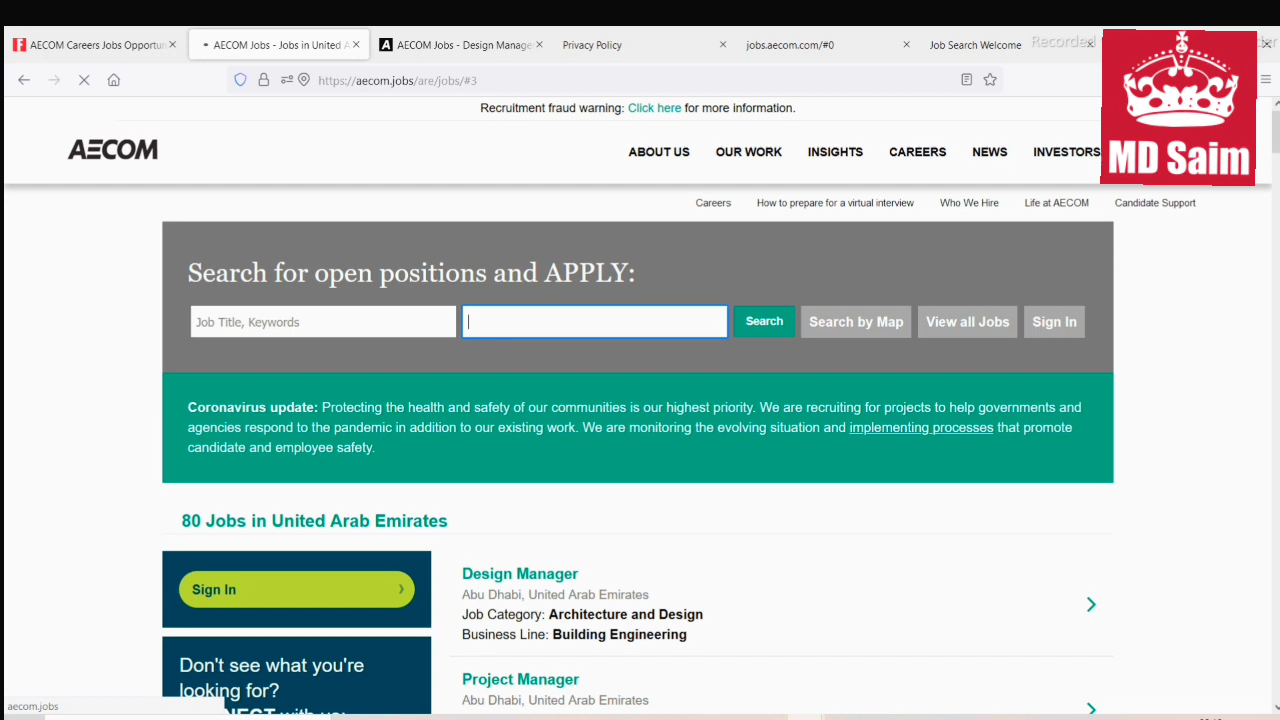 AECOM Careers Jobs Opportun
AECOM Jobs - Jobs in United A
AECOM Jobs - Design Manage
Privacy Policy
jobs.aecom.com/#0
Job Search Welcome
Recorded
MD Saim
https://aecom.jobs/are/jobs/#3
Recruitment fraud warning: Click here for more information.
AECOM
ABOUT US OUR WORK INSIGHTS CAREERS NEWS INVESTORS
Careers How to prepare for a virtual interview Who We Hire Life at AECOM Candidate Support
Search for open positions and APPLY:
Job Title, Keywords
Search
Search by Map
View all Jobs
Sign In
Coronavirus update: Protecting the health and safety of our communities is our highest priority. We are recruiting for projects to help governments and
agencies respond to the pandemic in addition to our existing work. We are monitoring the evolving situation and implementing processes that promote
candidate and employee safety.
80 Jobs in United Arab Emirates
Sign In
Don't see what you're
looking for?
Design Manager
Abu Dhabi, United Arab Emirates
Job Category: Architecture and Design
Business Line: Building Engineering
Project Manager
Abu Dhabi, United Arab Emirates
aecom.jobs